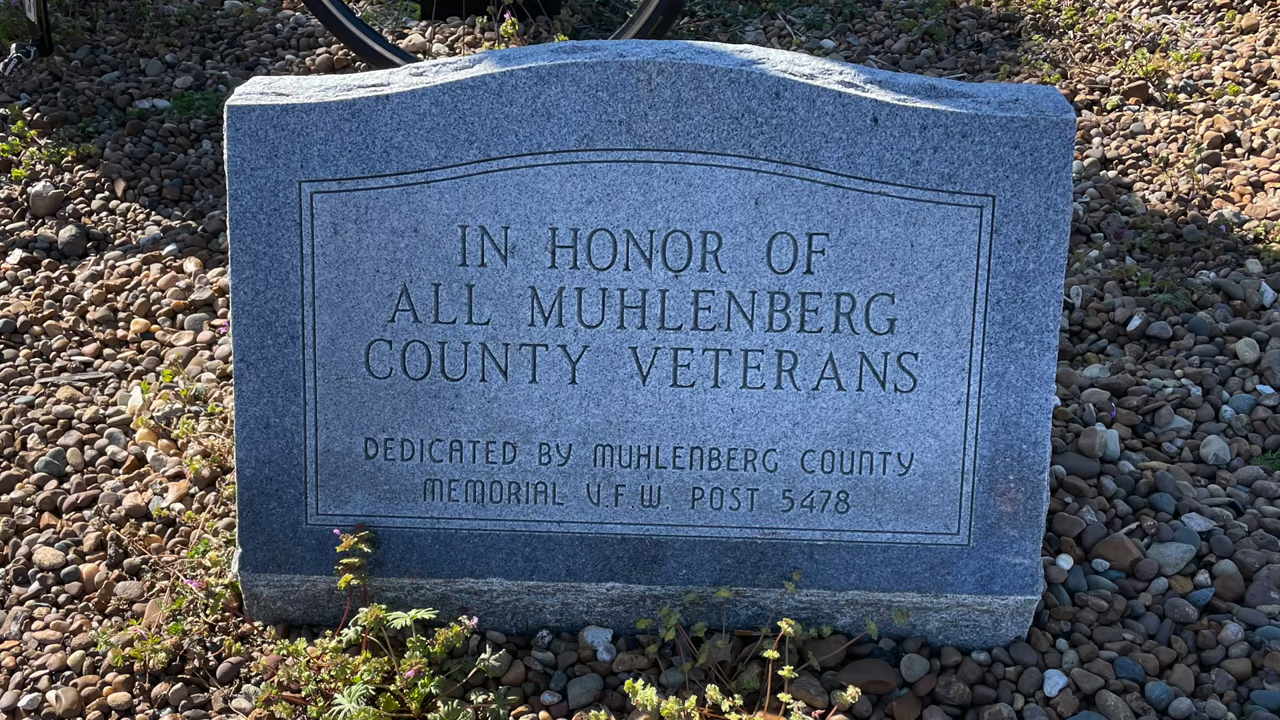 IN HONOR OF
ALL MUHLENBERG
COUNTY VETERANS
DEDICATED BY MUHLENBERG COUNTY
MEMORIAL V.F.W. POST 5478